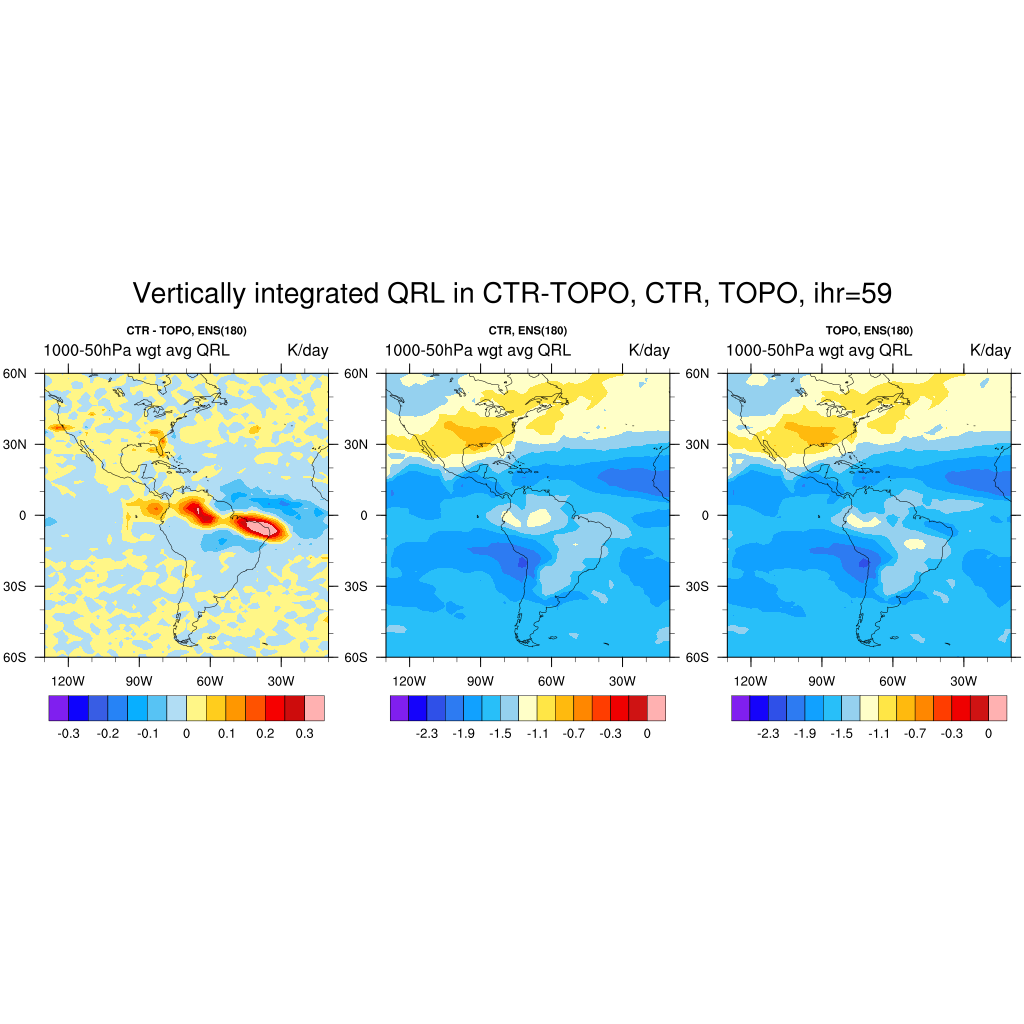 Vertically integrated QRL in CTR-TOPO, CTR, TOPO, ihr=59
CTR - TOPO, ENS(180)
1000-50hPa wgt avg QRL K/day
60N
30N
0
30S
60S
120W 90W 60W 30W
-0.3 -0.2 -0.1 0 0.1 0.2 0.3
CTR, ENS(180)
1000-50hPa wgt avg QRL K/day
60N
30N
0
30S
60S
120W 90W 60W 30W
-2.3 -1.9 -1.5 -1.1 -0.7 -0.3 0
TOPO, ENS(180)
1000-50hPa wgt avg QRL K/day
60N
30N
0
30S
60S
120W 90W 60W 30W
-2.3 -1.9 -1.5 -1.1 -0.7 -0.3 0